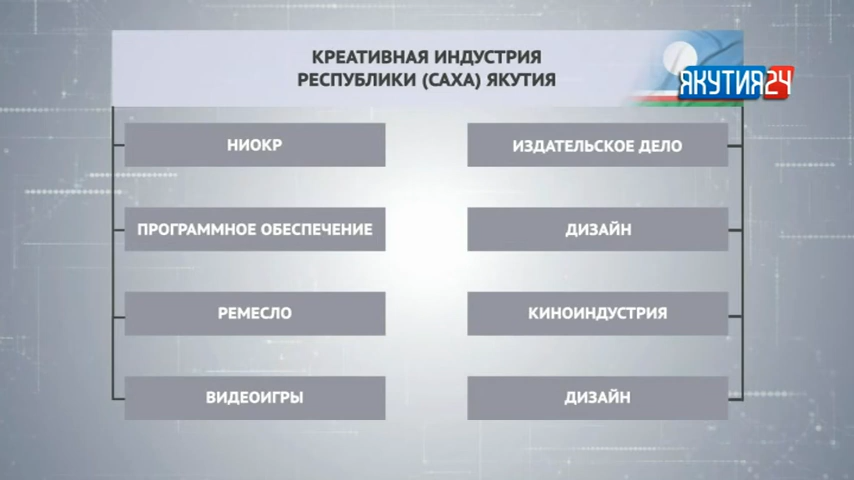 КРЕАТИВНАЯ ИНДУСТРИЯ
РЕСПУБЛИКИ (САХА) ЯКУТИЯ
ЯКУТИЯ24
НИОКР
ИЗДАТЕЛЬСКОЕ ДЕЛО
ПРОГРАММНОЕ ОБЕСПЕЧЕНИЕ
ДИЗАЙН
РЕМЕСЛО
КИНОИНДУСТРИЯ
ВИДЕОИГРЫ
ДИЗАЙН